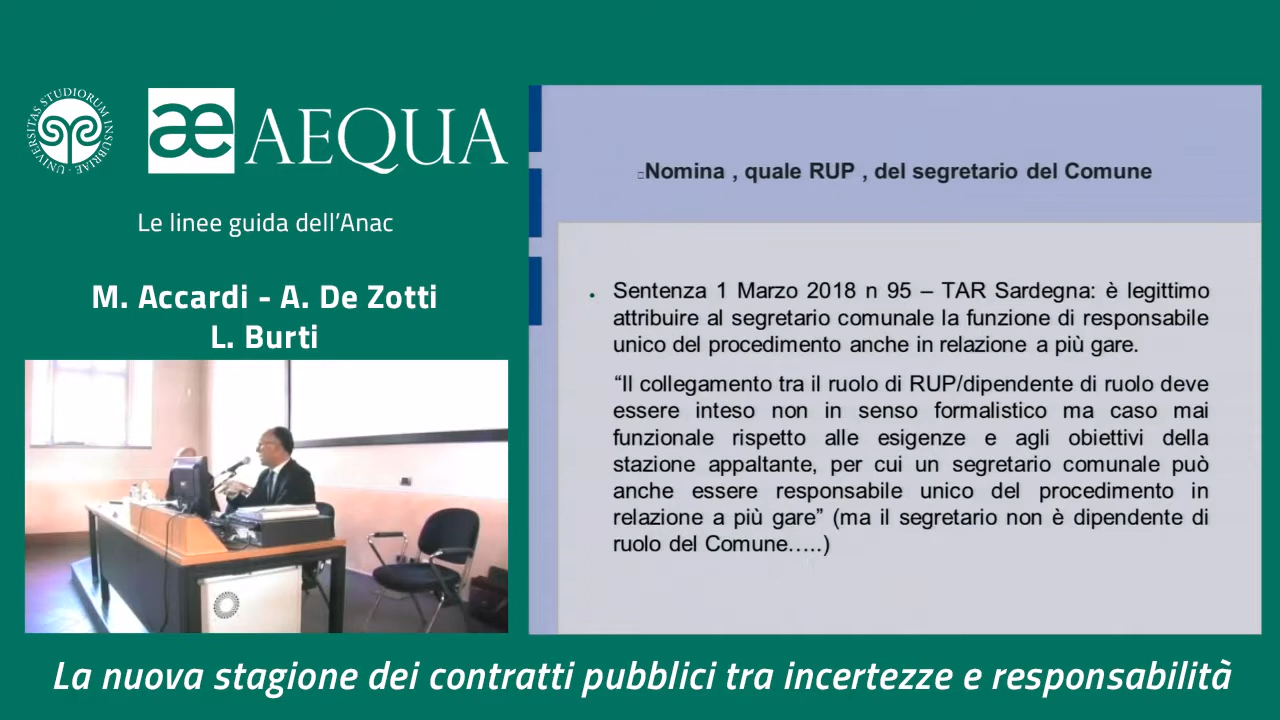 UNIVERSITAS STUDIORUM INSUBRIAE
æ AEQUA
Le linee guida dell’Anac
M. Accardi - A. De Zotti
L. Burti
Nomina , quale RUP , del segretario del Comune
• Sentenza 1 Marzo 2018 n 95 – TAR Sardegna: è legittimo
attribuire al segretario comunale la funzione di responsabile
unico del procedimento anche in relazione a più gare.
“Il collegamento tra il ruolo di RUP/dipendente di ruolo deve
essere inteso non in senso formalistico ma caso mai
funzionale rispetto alle esigenze e agli obiettivi della
stazione appaltante, per cui un segretario comunale può
anche essere responsabile unico del procedimento in
relazione a più gare” (ma il segretario non è dipendente di
ruolo del Comune…..)
La nuova stagione dei contratti pubblici tra incertezze e responsabilità